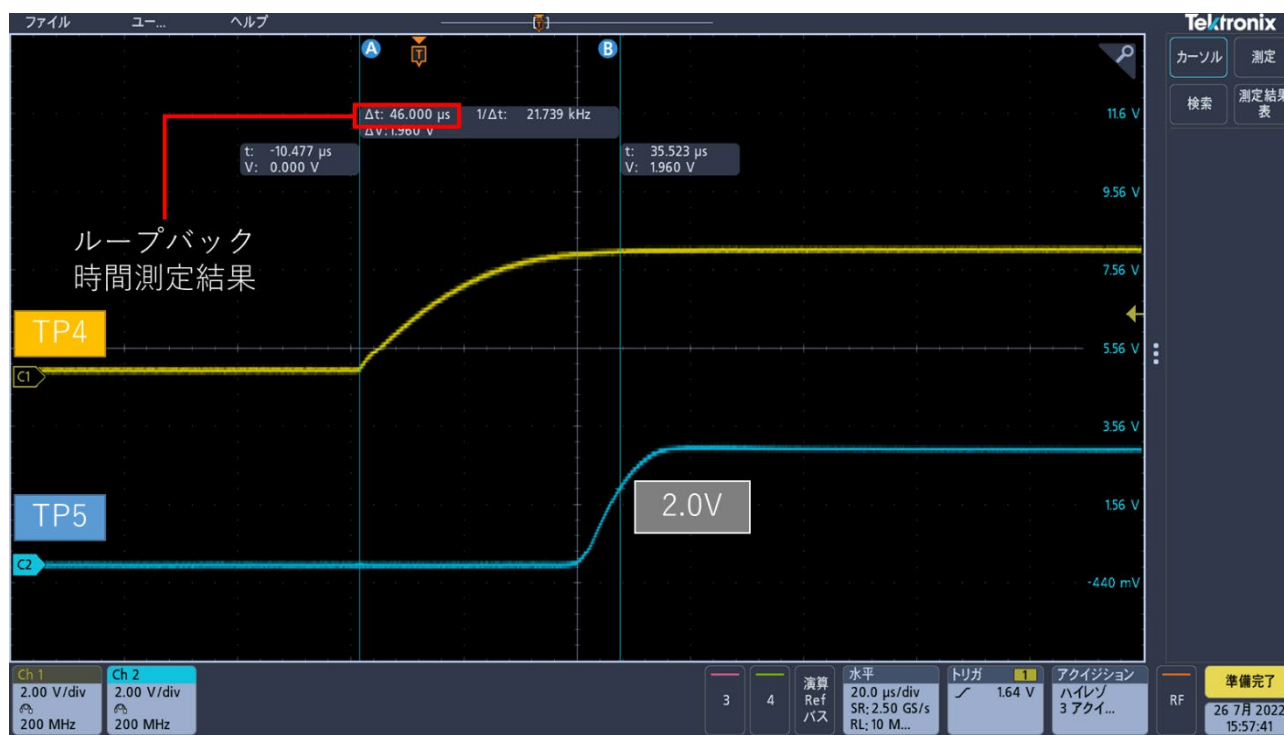 ファイル
ユー...
ヘルプ
Tektronix
A
T
B
カーソル
測定
検索
測定結果
表
Δt: 46.000 µs 1/Δt: 21.739 kHz
ΔV: 1.960 V
t: -10.477 µs
V: 0.000 V
t: 35.523 µs
V: 1.960 V
11.6 V
9.56 V
7.56 V
5.56 V
3.56 V
1.56 V
-440 mV
ループバック
時間測定結果
TP4
C1
TP5
2.0V
C2
Ch 1
2.00 V/div
200 MHz
Ch 2
2.00 V/div
200 MHz
3
4
演算
Ref
バス
水平
20.0 µs/div
SR: 2.50 GS/s
RL: 10 M...
トリガ 1
1.64 V
アクイジション
ハイレゾ
3 アクイ...
RF
準備完了
26 7月 2022
15:57:41